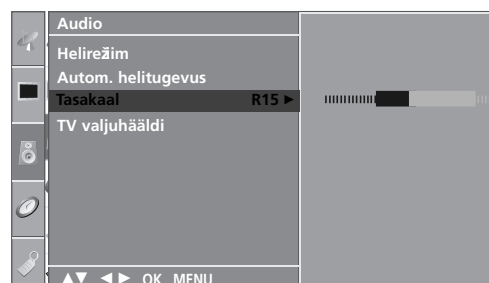 Audio
Helirežim
Autom. helitugevus
Tasakaal R15 ►
TV valjuhääldi
▲▼ ◄► OK MENU